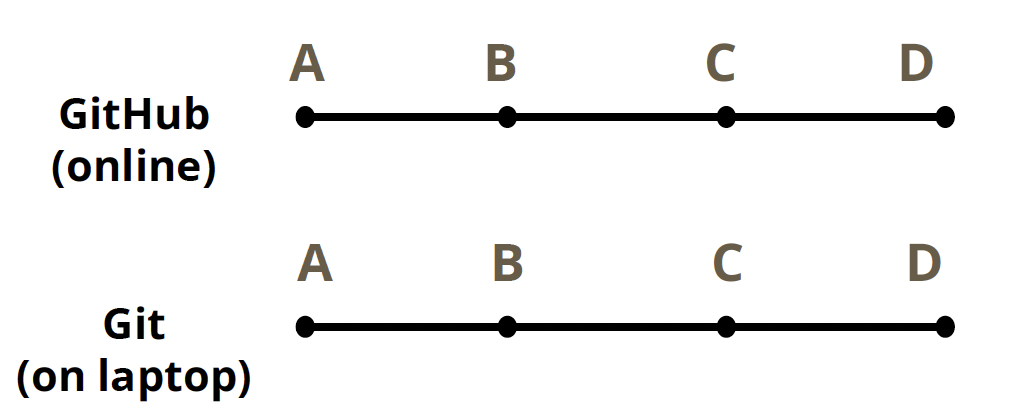 A B C D
GitHub
(online)
A B C D
Git
(on laptop)